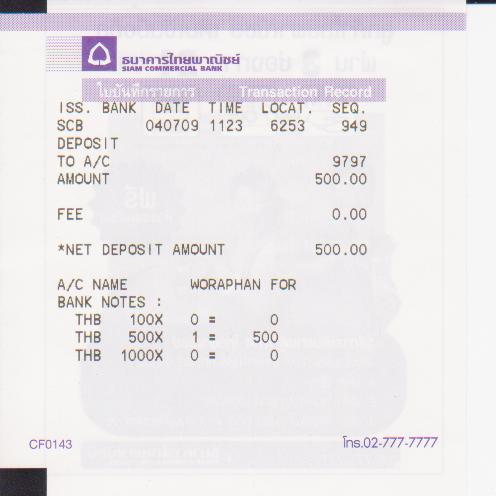 ธนาคารไทยพาณิชย์
SIAM COMMERCIAL BANK
ใบบันทึกรายการ Transaction Record
ISS. BANK DATE TIME LOCAT. SEQ.
SCB 040709 1123 6253 949
DEPOSIT
TO A/C 9797
AMOUNT 500.00
FEE 0.00
*NET DEPOSIT AMOUNT 500.00
A/C NAME WORAPHAN FOR
BANK NOTES :
THB 100X 0 = 0
THB 500X 1 = 500
THB 1000X 0 = 0
CF0143 โทร.02-777-7777